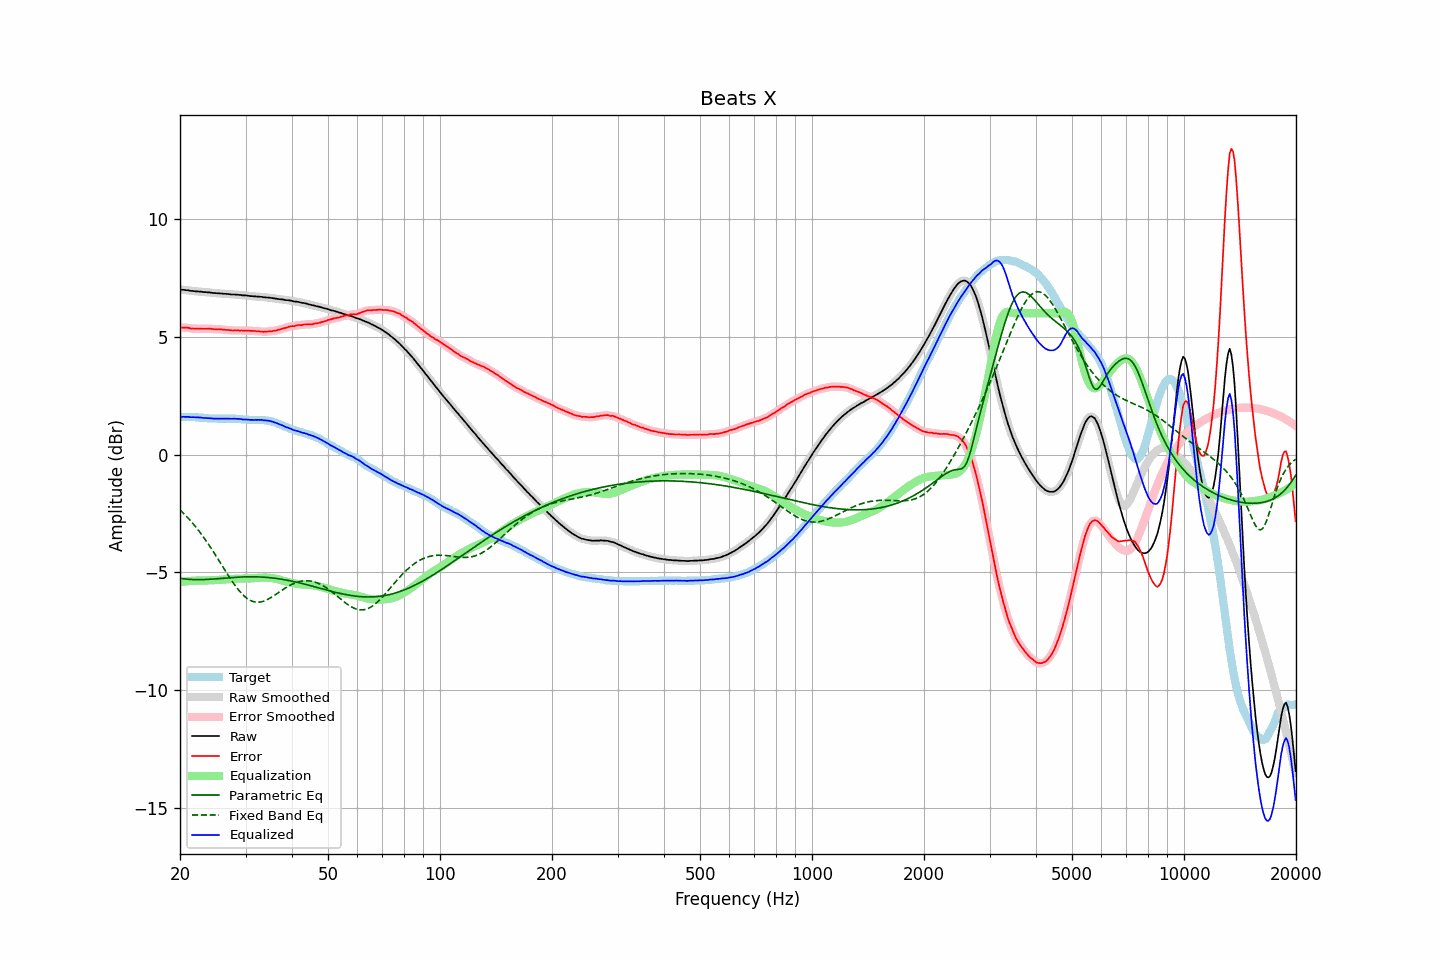 Beats X
Amplitude (dBr)
10
5
0
−5
−10
−15
Target
Raw Smoothed
Error Smoothed
Raw
Error
Equalization
Parametric Eq
Fixed Band Eq
Equalized
20 50 100 200 500 1000 2000 5000 10000 20000
Frequency (Hz)